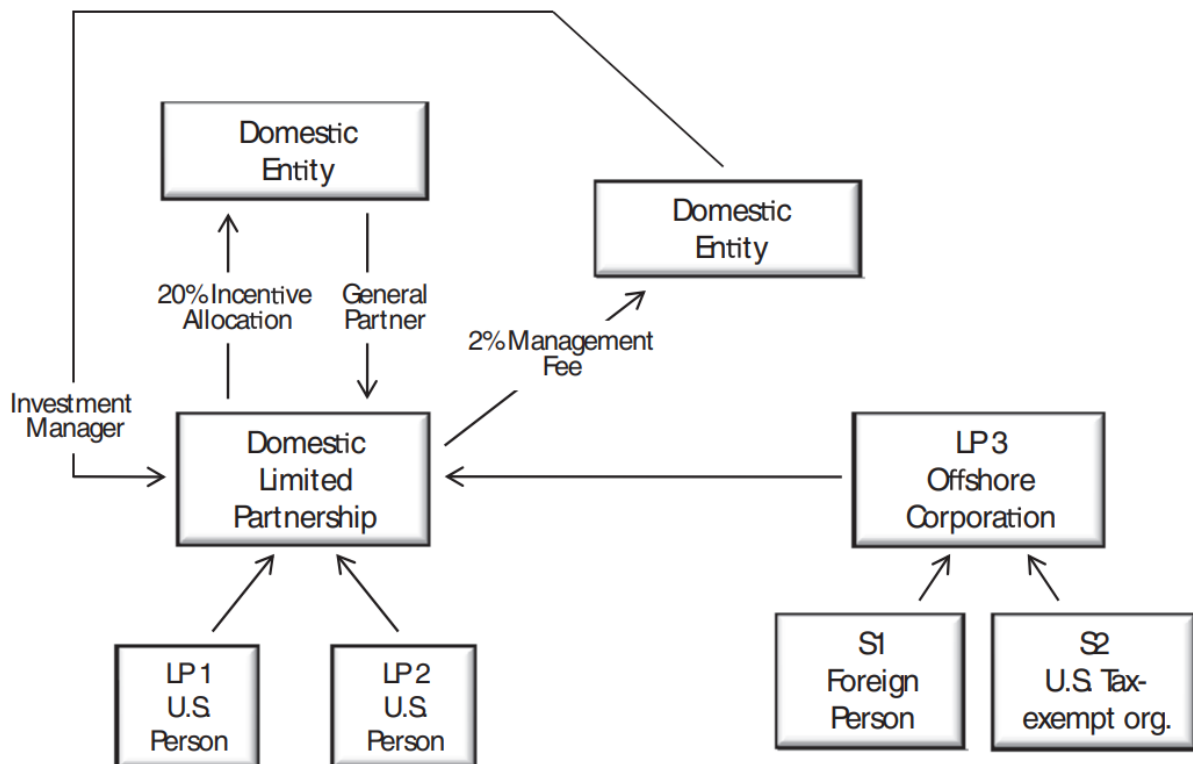 Domestic
Entity
Domestic
Entity
20% Incentive
Allocation
General
Partner
2% Management
Fee
Investment
Manager
Domestic
Limited
Partnership
LP 3
Offshore
Corporation
LP 1
U.S.
Person
LP 2
U.S.
Person
S1
Foreign
Person
S2
U.S. Tax-
exempt org.